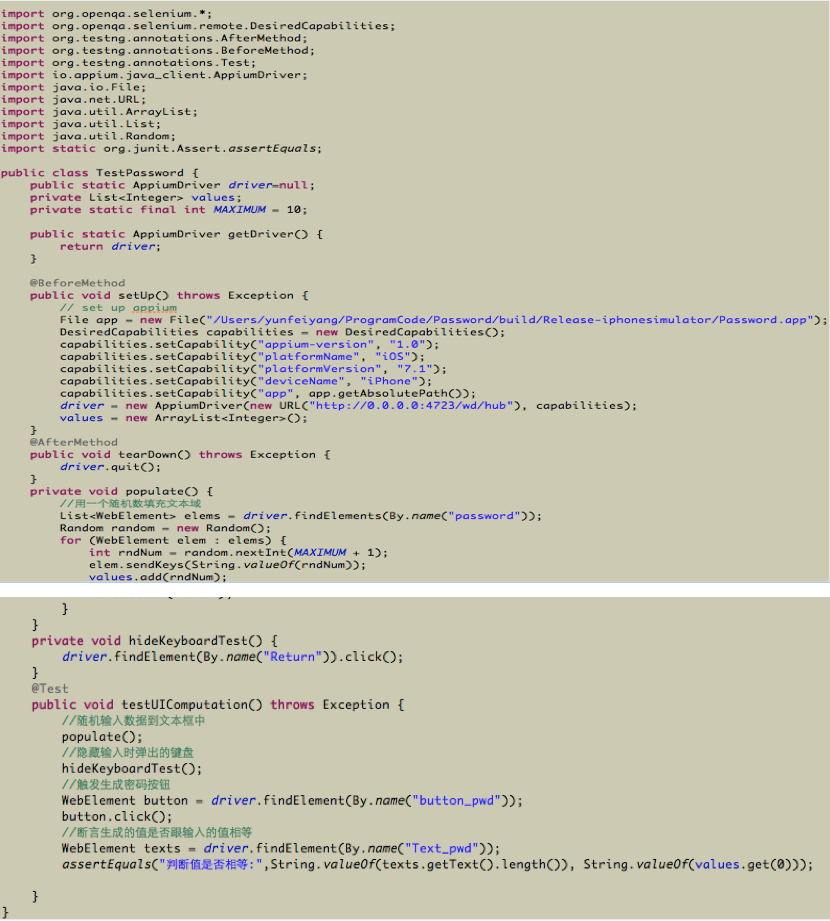 import org.openqa.selenium.*;
import org.openqa.selenium.remote.DesiredCapabilities;
import org.testng.annotations.AfterMethod;
import org.testng.annotations.BeforeMethod;
import org.testng.annotations.Test;
import io.appium.java_client.AppiumDriver;
import java.io.File;
import java.net.URL;
import java.util.ArrayList;
import java.util.List;
import java.util.Random;
import static org.junit.Assert.assertEquals;

public class TestPassword {
    public static AppiumDriver driver=null;
    private List<Integer> values;
    private static final int MAXIMUM = 10;

    public static AppiumDriver getDriver() {
        return driver;
    }

    @BeforeMethod
    public void setUp() throws Exception {
        // set up appium
        File app = new File("/Users/yunfeiyang/ProgramCode/Password/build/Release-iphonesimulator/Password.app");
        DesiredCapabilities capabilities = new DesiredCapabilities();
        capabilities.setCapability("appium-version", "1.0");
        capabilities.setCapability("platformName", "iOS");
        capabilities.setCapability("platformVersion", "7.1");
        capabilities.setCapability("deviceName", "iPhone");
        capabilities.setCapability("app", app.getAbsolutePath());
        driver = new AppiumDriver(new URL("http://0.0.0.0:4723/wd/hub"), capabilities);
        values = new ArrayList<Integer>();
    }
    @AfterMethod
    public void tearDown() throws Exception {
        driver.quit();
    }
    private void populate() {
        //用一个随机数填充文本域
        List<WebElement> elems = driver.findElements(By.name("password"));
        Random random = new Random();
        for (WebElement elem : elems) {
            int rndNum = random.nextInt(MAXIMUM + 1);
            elem.sendKeys(String.valueOf(rndNum));
            values.add(rndNum);
        }
    }
    private void hideKeyboardTest() {
        driver.findElement(By.name("Return")).click();
    }
    @Test
    public void testUIComputation() throws Exception {
        //随机输入数据到文本框中
        populate();
        //隐藏输入时弹出的键盘
        hideKeyboardTest();
        //触发生成密码按钮
        WebElement button = driver.findElement(By.name("button_pwd"));
        button.click();
        //断言生成的值是否跟输入的值相等
        WebElement texts = driver.findElement(By.name("Text_pwd"));
        assertEquals("判断值是否相等:",String.valueOf(texts.getText().length()), String.valueOf(values.get(0)));

    }
}